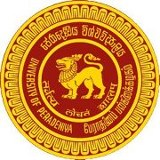 පේරාදෙණිය විශ්වවිද්‍යාලය
UNIVERSITY OF PERADENIYA
பேராதனைப் பல்கலைக்கழகம்